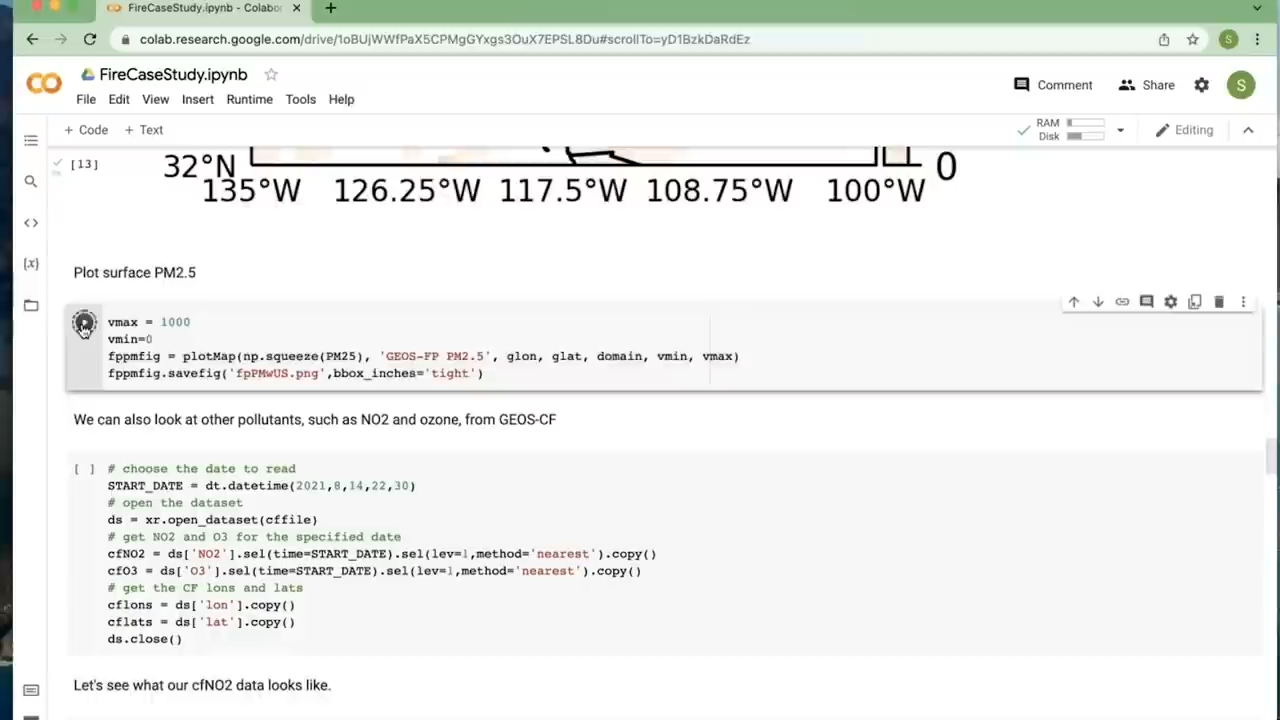 FireCaseStudy.ipynb - Colabor
colab.research.google.com/drive/1oBUjWWfPaX5CPMgGYxgs3OuX7EPSL8Du#scrollTo=yD1BzkDaRdEz
S
FireCaseStudy.ipynb
File Edit View Insert Runtime Tools Help
Comment Share S
+ Code + Text
RAM
Disk
Editing
[13]
32°N
0
135°W 126.25°W 117.5°W 108.75°W 100°W
Plot surface PM2.5
vmax = 1000
vmin=0
fppmfig = plotMap(np.squeeze(PM25), 'GEOS-FP PM2.5', glon, glat, domain, vmin, vmax)
fppmfig.savefig('fpPMwUS.png',bbox_inches='tight')
We can also look at other pollutants, such as NO2 and ozone, from GEOS-CF
[ ] # choose the date to read
START_DATE = dt.datetime(2021,8,14,22,30)
# open the dataset
ds = xr.open_dataset(cffile)
# get NO2 and O3 for the specified date
cfNO2 = ds['NO2'].sel(time=START_DATE).sel(lev=1,method='nearest').copy()
cfO3 = ds['O3'].sel(time=START_DATE).sel(lev=1,method='nearest').copy()
# get the CF lons and lats
cflons = ds['lon'].copy()
cflats = ds['lat'].copy()
ds.close()
Let's see what our cfNO2 data looks like.